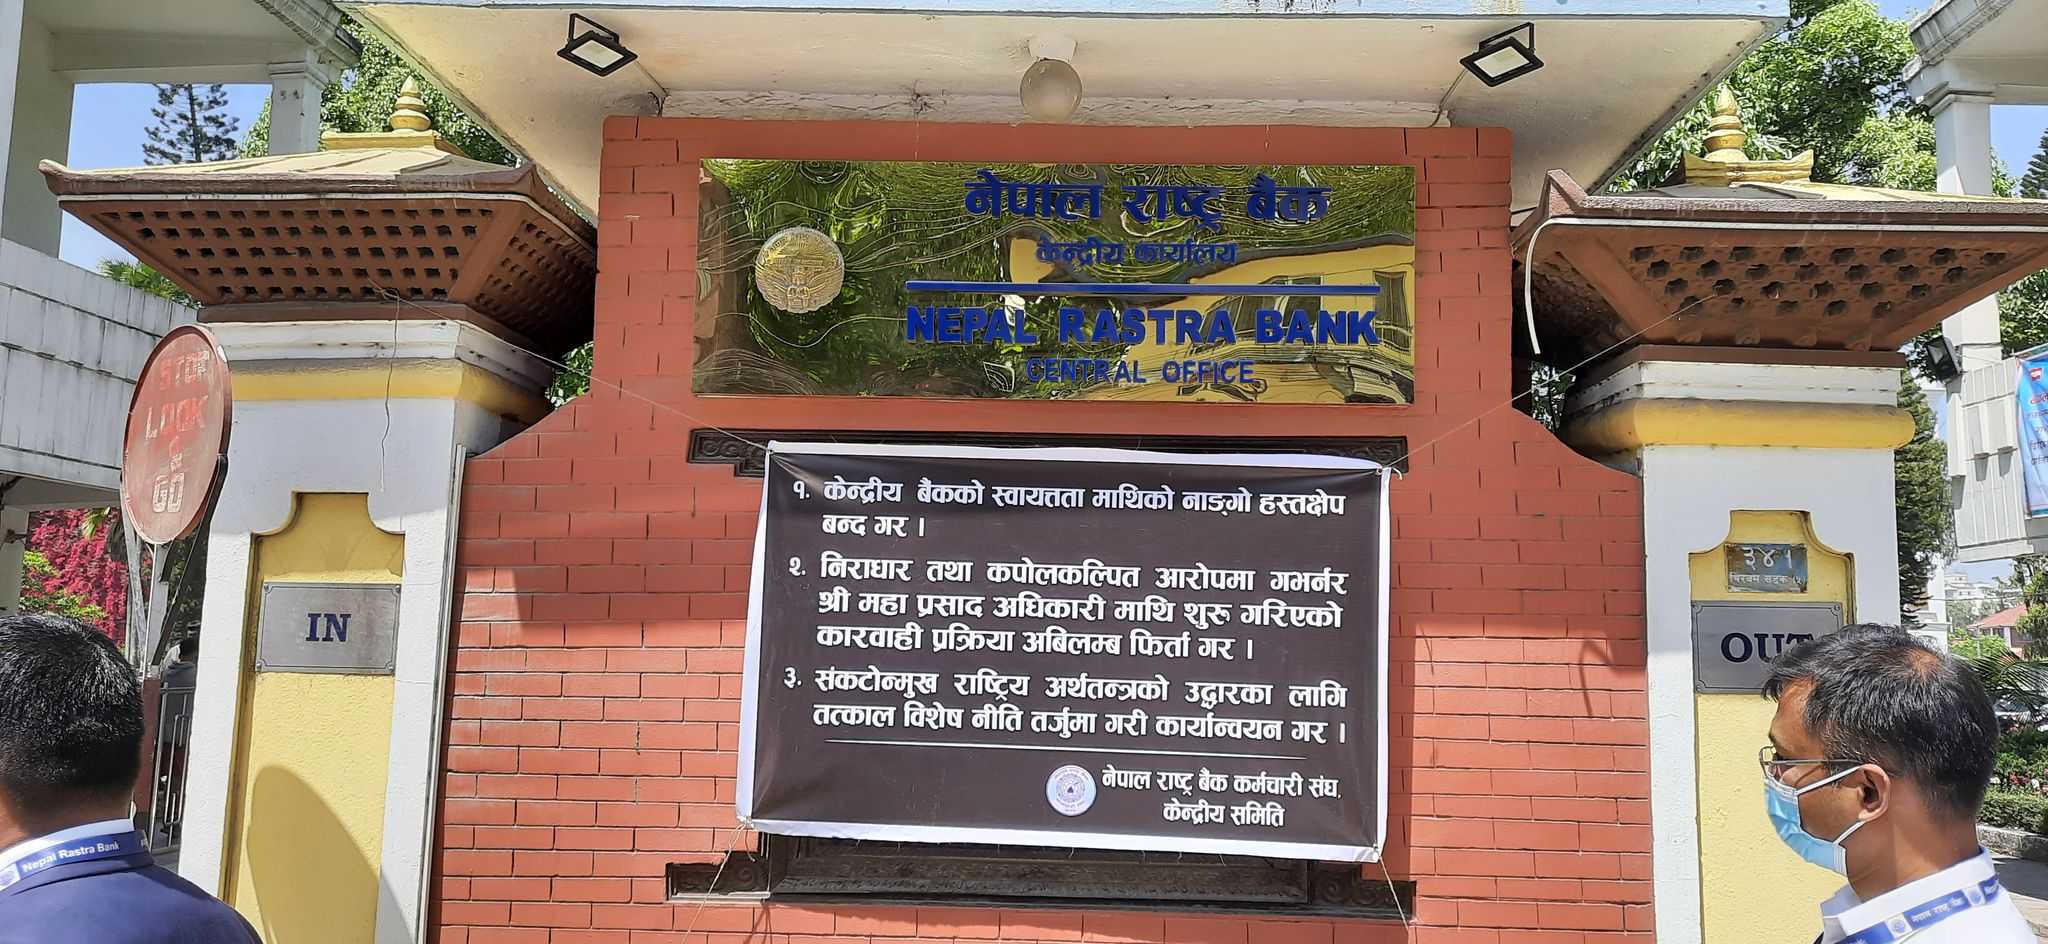 नेपाल राष्ट्र बैंक
केन्द्रीय कार्यालय
NEPAL RASTRA BANK
CENTRAL OFFICE
STOP
LOOK
&
GO
IN
१. केन्द्रीय बैंकको स्वायत्तता माथिको नाङ्गो हस्तक्षेप
बन्द गर ।
२. निराधार तथा कपोलकल्पित आरोपमा गभर्नर
श्री महा प्रसाद अधिकारी माथि शुरु गरिएको
कारवाही प्रक्रिया अबिलम्ब फिर्ता गर ।
३. संकटोन्मुख राष्ट्रिय अर्थतन्त्रको उद्धारका लागि
तत्काल विशेष नीति तर्जुमा गरी कार्यान्वयन गर ।
नेपाल राष्ट्र बैंक कर्मचारी संघ,
केन्द्रीय समिति
३४१
OUT
Nepal Rastra Bank
नेपाल राष्ट्र बैंक